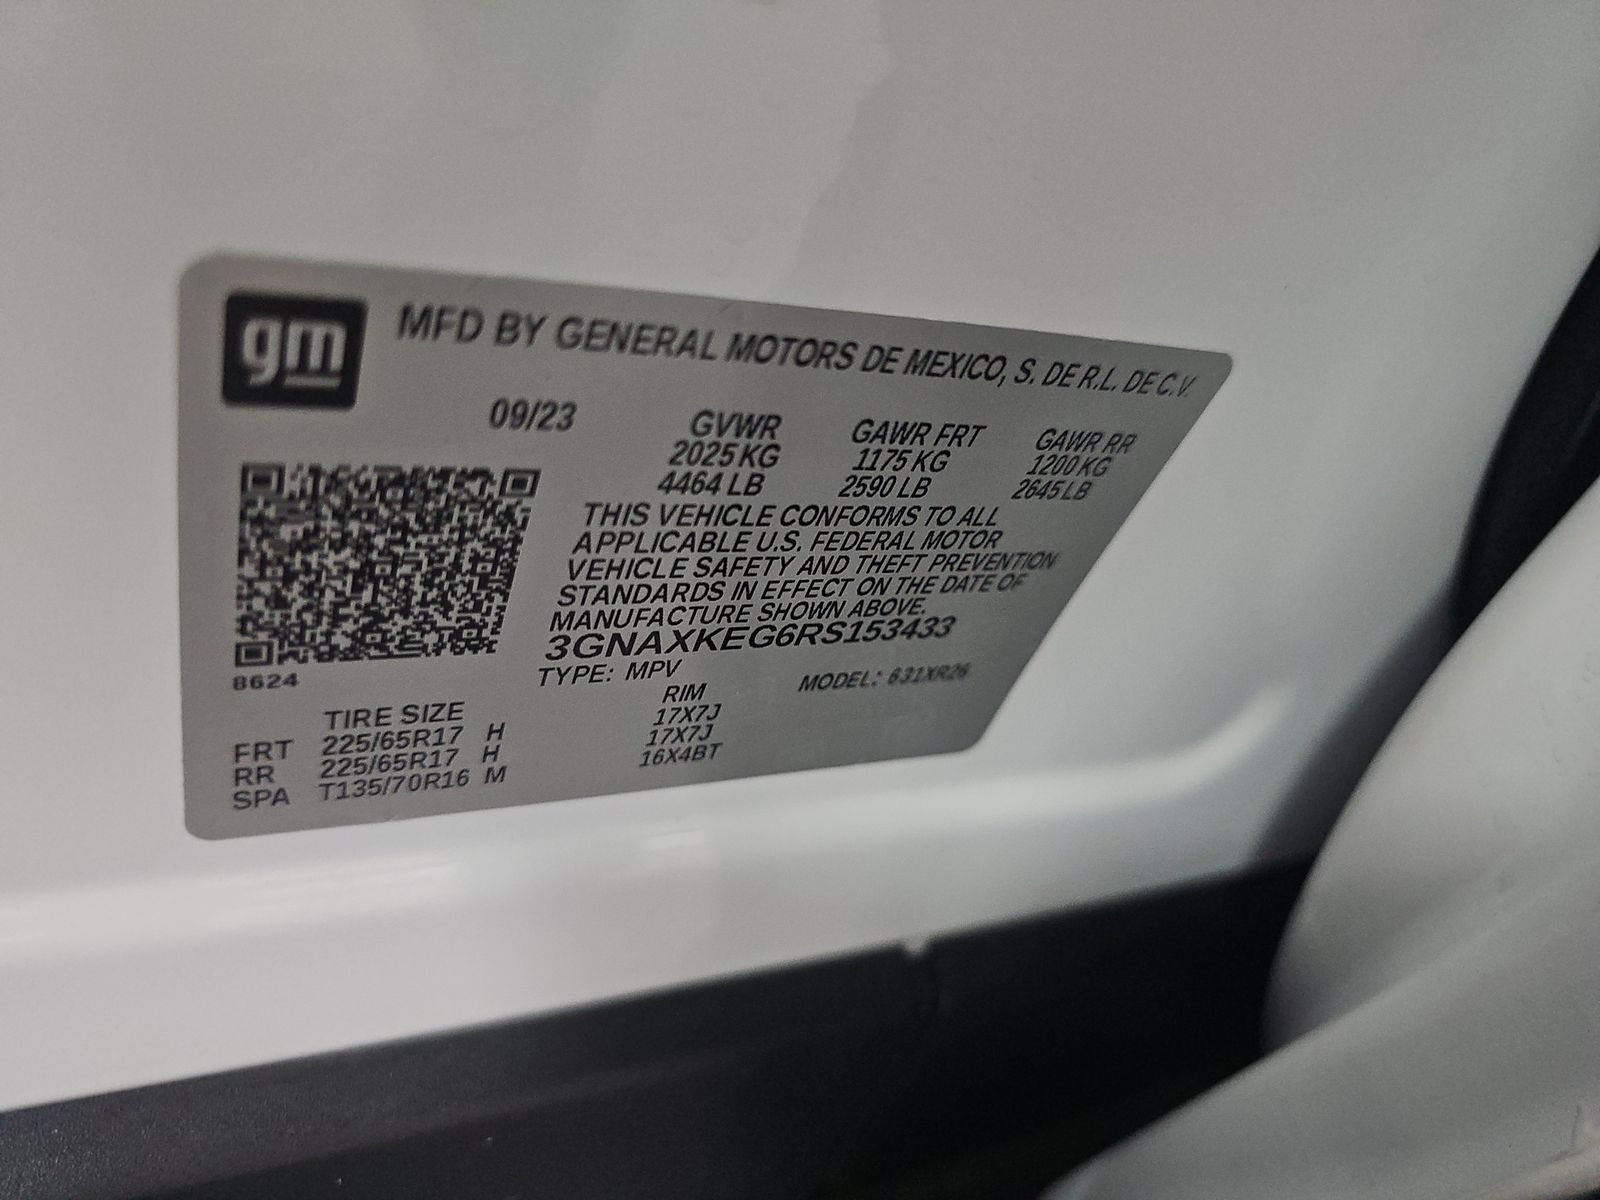 gm
MFD BY GENERAL MOTORS DE MEXICO, S. DE R.L. DE C.V.
09/23 GVWR GAWR FRT GAWR RR
2025 KG 1175 KG 1200 KG
4464 LB 2590 LB 2645 LB
THIS VEHICLE CONFORMS TO ALL
APPLICABLE U.S. FEDERAL MOTOR
VEHICLE SAFETY AND THEFT PREVENTION
STANDARDS IN EFFECT ON THE DATE OF
MANUFACTURE SHOWN ABOVE.
3GNAXKEG6RS153433
8624
TYPE: MPV MODEL: 631XR26
TIRE SIZE RIM
FRT 225/65R17 H 17X7J
RR 225/65R17 H 17X7J
SPA T135/70R16 M 16X4BT